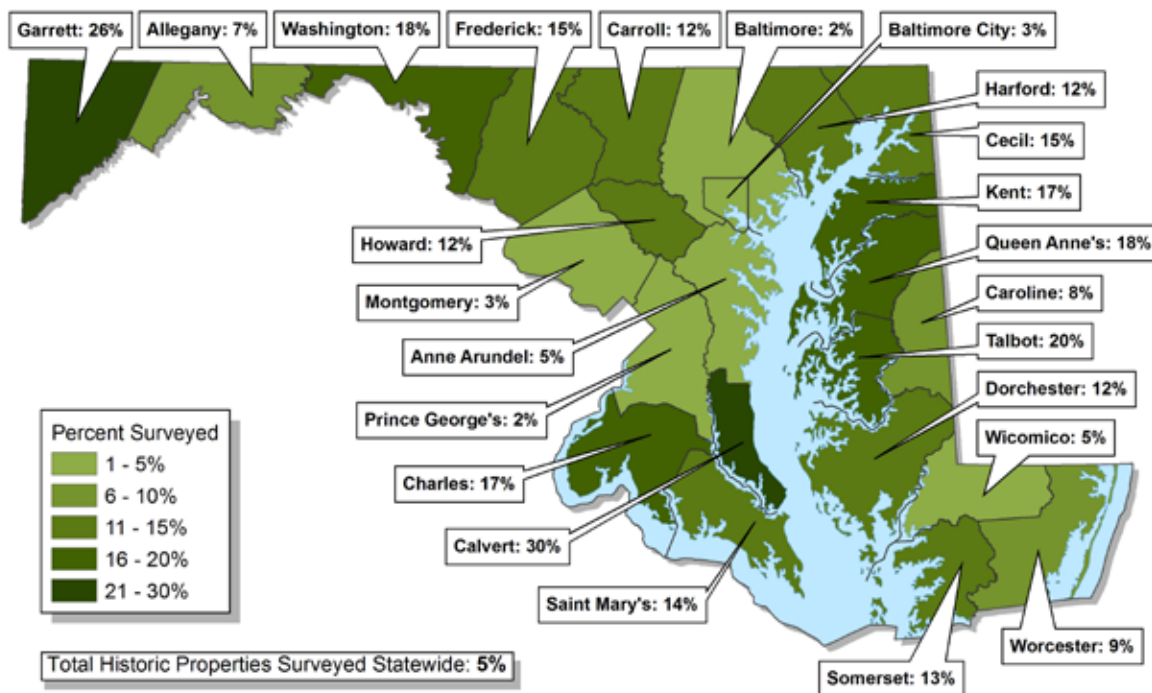 Garrett: 26%
Allegany: 7%
Washington: 18%
Frederick: 15%
Carroll: 12%
Baltimore: 2%
Baltimore City: 3%
Harford: 12%
Cecil: 15%
Kent: 17%
Howard: 12%
Queen Anne's: 18%
Montgomery: 3%
Caroline: 8%
Anne Arundel: 5%
Talbot: 20%
Dorchester: 12%
Prince George's: 2%
Wicomico: 5%
Charles: 17%
Calvert: 30%
Saint Mary's: 14%
Worcester: 9%
Somerset: 13%
Percent Surveyed
1 - 5%
6 - 10%
11 - 15%
16 - 20%
21 - 30%
Total Historic Properties Surveyed Statewide: 5%